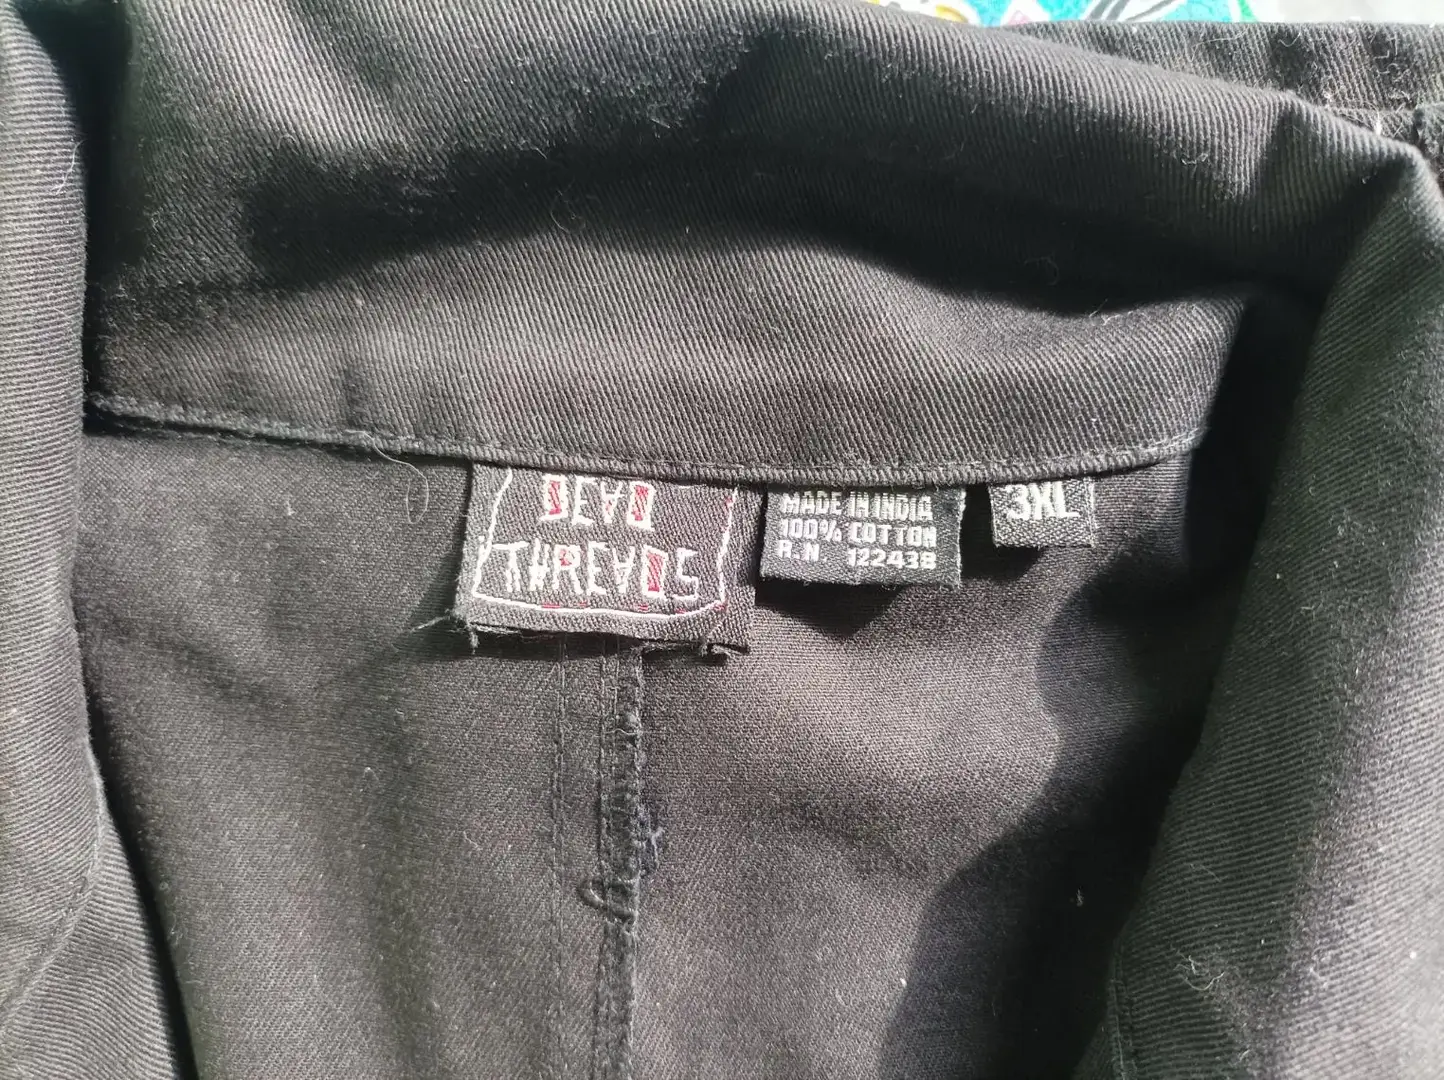 DEAD
THREADS
MADE IN INDIA
100% COTTON
R.N 122438
3XL